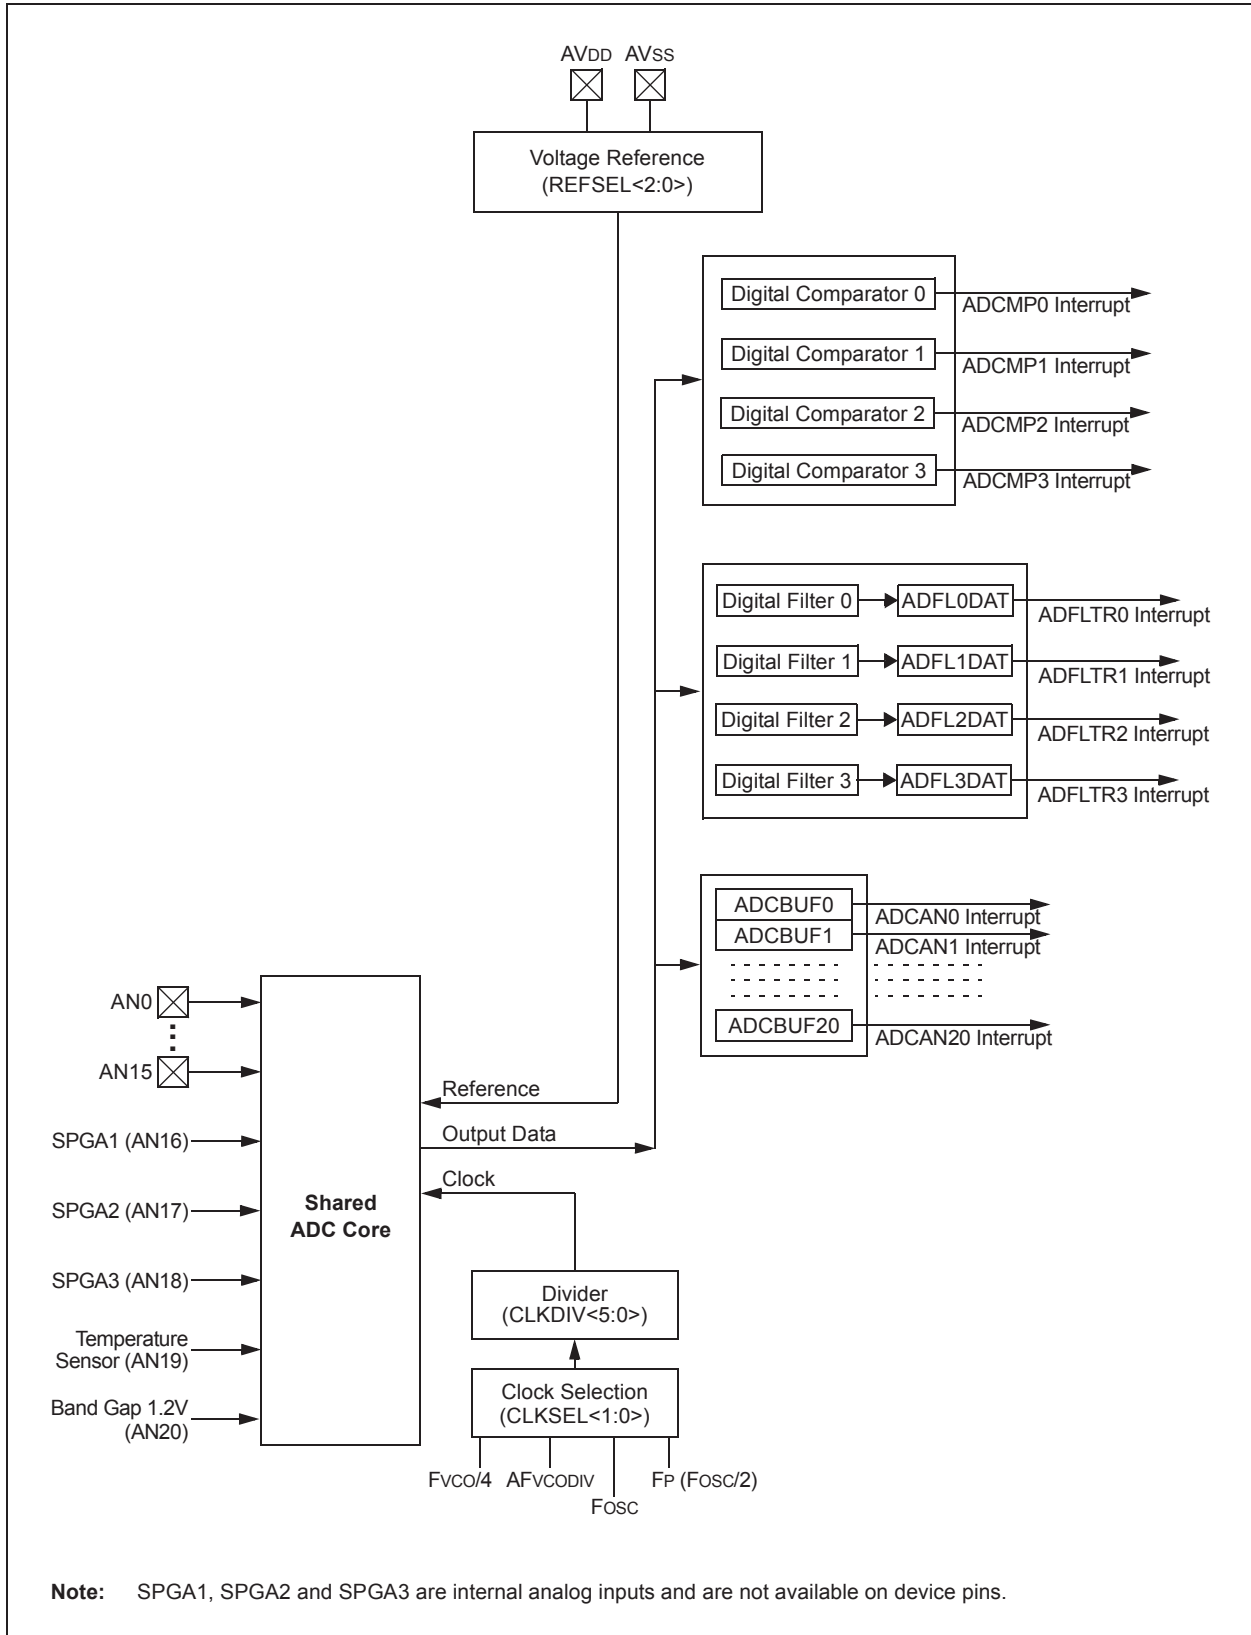 AVDD AVSS
Voltage Reference
(REFSEL<2:0>)
Digital Comparator 0
ADCMP0 Interrupt
Digital Comparator 1
ADCMP1 Interrupt
Digital Comparator 2
ADCMP2 Interrupt
Digital Comparator 3
ADCMP3 Interrupt
Digital Filter 0 ADFL0DAT
ADFLTR0 Interrupt
Digital Filter 1 ADFL1DAT
ADFLTR1 Interrupt
Digital Filter 2 ADFL2DAT
ADFLTR2 Interrupt
Digital Filter 3 ADFL3DAT
ADFLTR3 Interrupt
ADCBUF0
ADCAN0 Interrupt
ADCBUF1
ADCAN1 Interrupt
ADCBUF20
ADCAN20 Interrupt
AN0
AN15
SPGA1 (AN16)
SPGA2 (AN17)
SPGA3 (AN18)
Temperature
Sensor (AN19)
Band Gap 1.2V
(AN20)
Shared
ADC Core
Reference
Output Data
Clock
Divider
(CLKDIV<5:0>)
Clock Selection
(CLKSEL<1:0>)
FVCO/4 AFVCODIV FP (FOSC/2)
FOSC
Note: SPGA1, SPGA2 and SPGA3 are internal analog inputs and are not available on device pins.